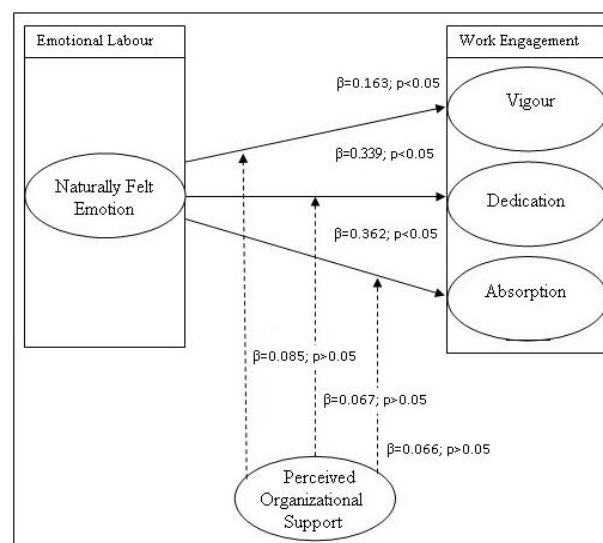 Emotional Labour
Work Engagement
β=0.163; p<0.05
Vigour
β=0.339; p<0.05
Naturally Felt
Emotion
Dedication
β=0.362; p<0.05
Absorption
β=0.085; p>0.05
β=0.067; p>0.05
β=0.066; p>0.05
Perceived
Organizational
Support